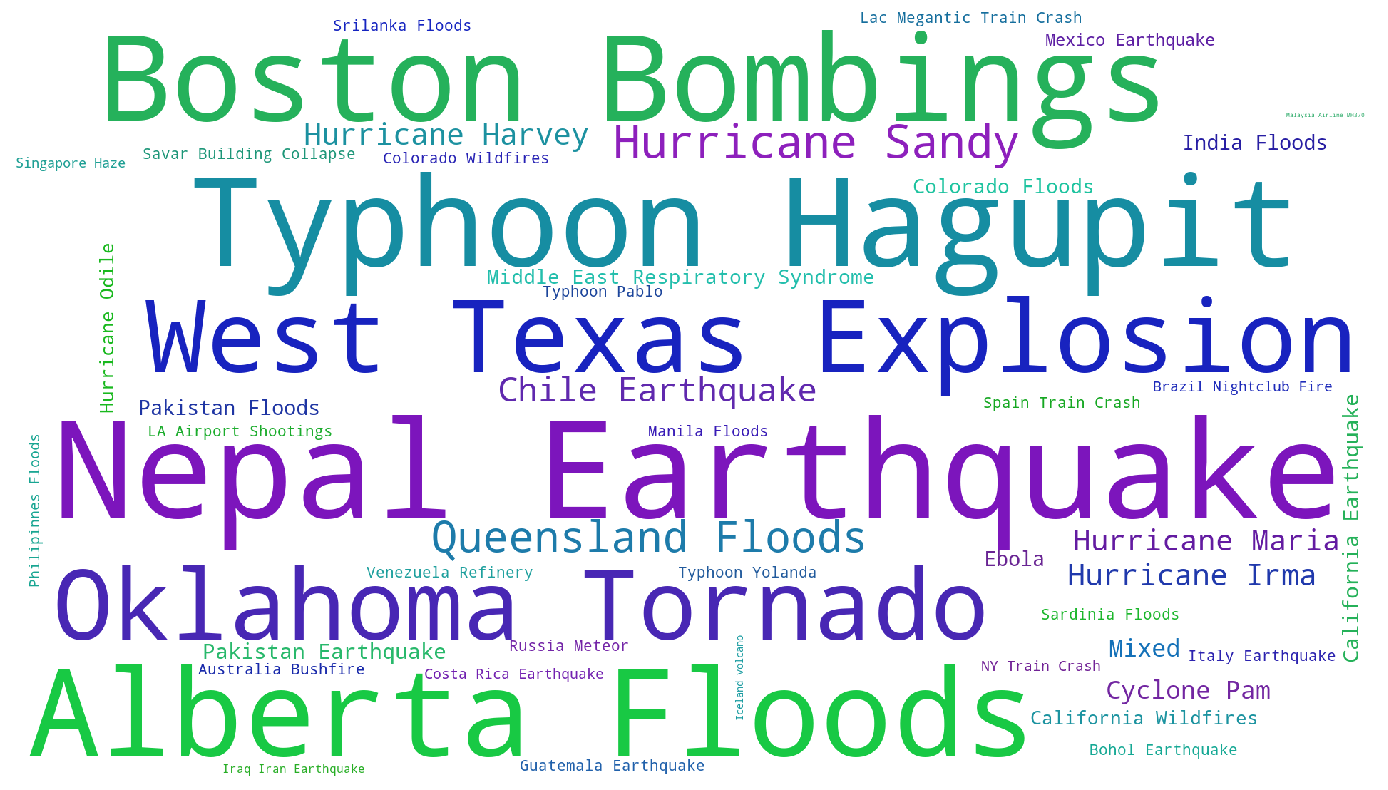 Lac Megantic Train Crash
Srilanka Floods
Mexico Earthquake
Boston Bombings
Hurricane Harvey
Hurricane Sandy
India Floods
Savar Building Collapse
Colorado Wildfires
Singapore Haze
Typhoon Hagupit
Colorado Floods
Middle East Respiratory Syndrome
Typhoon Pablo
Hurricane Odile
West Texas Explosion
Chile Earthquake
Brazil Nightclub Fire
Pakistan Floods
Spain Train Crash
LA Airport Shootings
Manila Floods
Nepal Earthquake
California Earthquake
Philipinnes Floods
Queensland Floods
Hurricane Maria
Ebola
Hurricane Irma
Venezuela Refinery
Typhoon Yolanda
Oklahoma Tornado
Sardinia Floods
Pakistan Earthquake
Russia Meteor
Mixed
Italy Earthquake
Australia Bushfire
Costa Rica Earthquake
Iceland volcano
NY Train Crash
Cyclone Pam
Alberta Floods
California Wildfires
Bohol Earthquake
Iraq Iran Earthquake
Guatemala Earthquake
Malaysia Airline